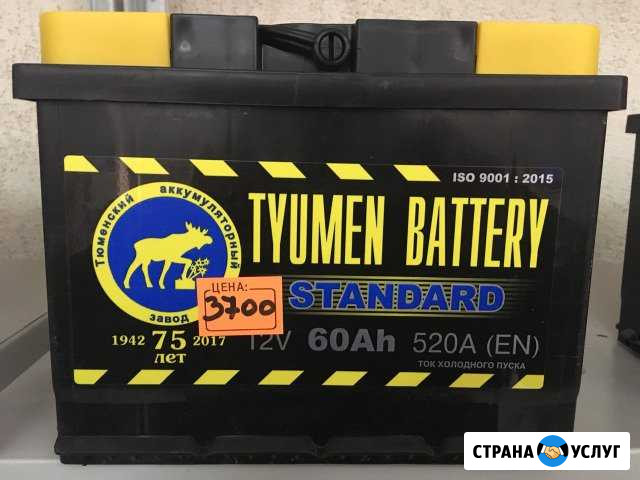 ISO 9001 : 2015
Тюменский аккумуляторный
завод
TYUMEN BATTERY
STANDARD
ЦЕНА:
3700
1942 75 2017
лет
12V 60Ah 520A (EN)
ТОК ХОЛОДНОГО ПУСКА
СТРАНА УСЛУГ